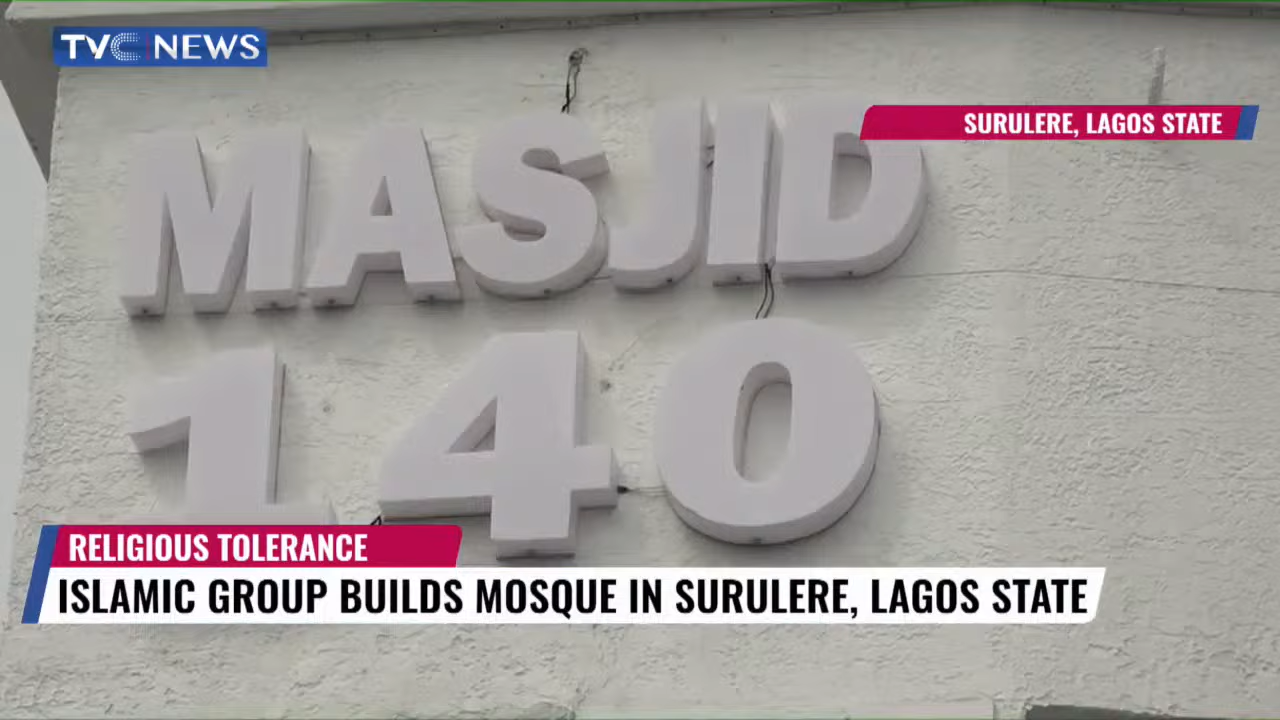 TVC NEWS
SURULERE, LAGOS STATE
MASJID
140
RELIGIOUS TOLERANCE
ISLAMIC GROUP BUILDS MOSQUE IN SURULERE, LAGOS STATE